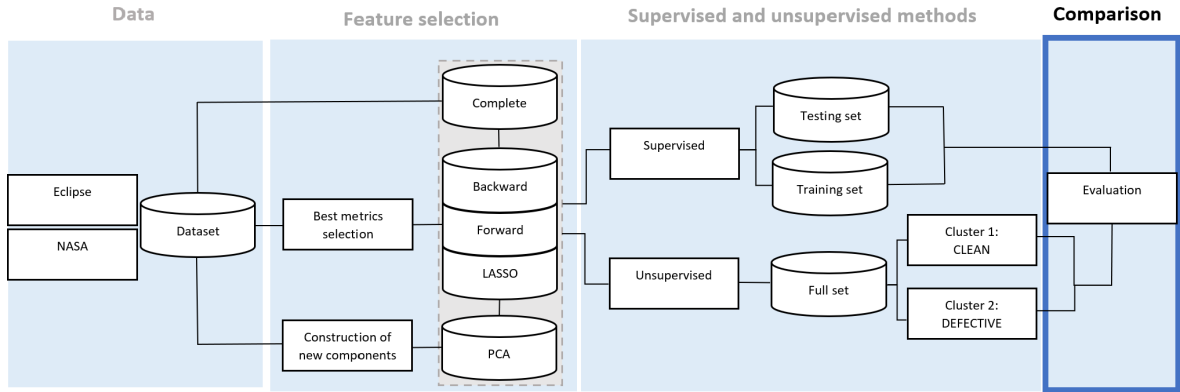 Data
Feature selection
Supervised and unsupervised methods
Comparison
Eclipse
NASA
Dataset
Best metrics
selection
Construction of
new components
Complete
Backward
Forward
LASSO
PCA
Supervised
Unsupervised
Testing set
Training set
Full set
Cluster 1:
CLEAN
Cluster 2:
DEFECTIVE
Evaluation